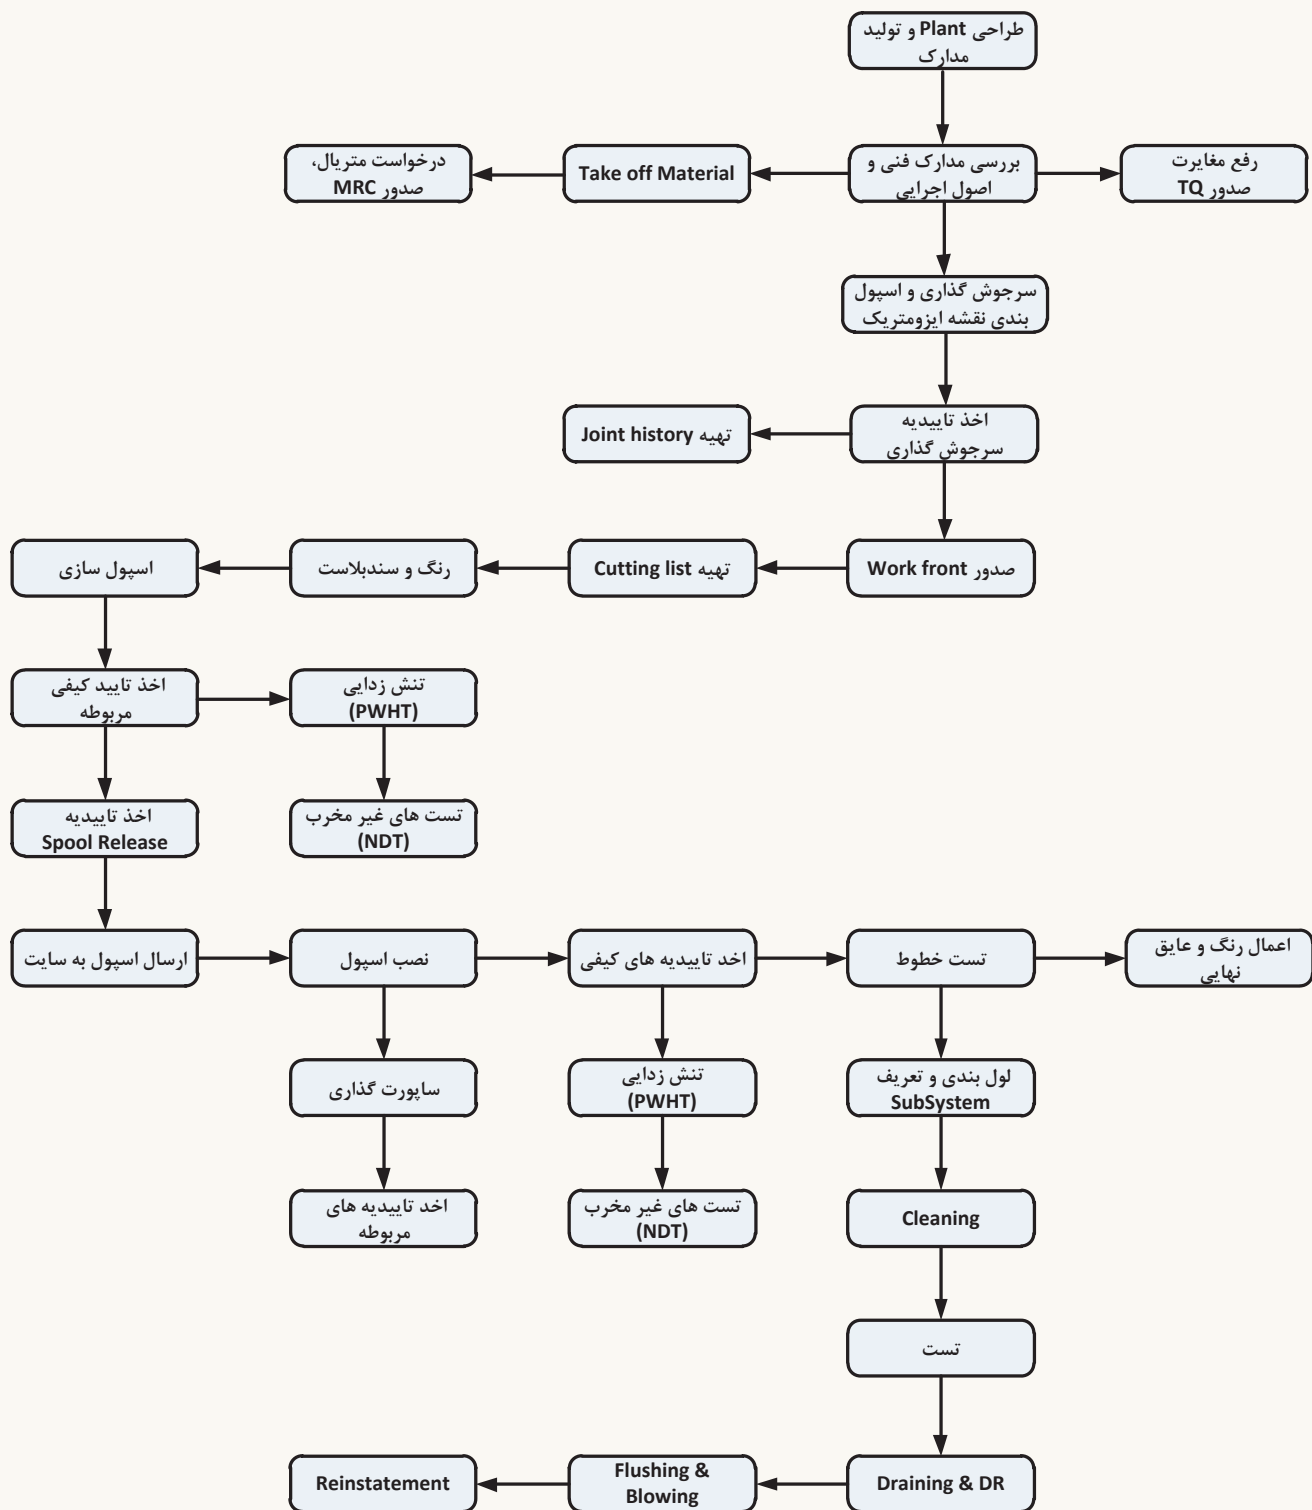 طراحی Plant و تولید
مدارک
رفع مغایرت
صدور TQ
بررسی مدارک فنی و
اصول اجرایی
Take off Material
درخواست متریال،
صدور MRC
سرجوش گذاری و اسپول
بندی نقشه ایزومتریک
اخذ تاییدیه
سرجوش گذاری
تهیه Joint history
صدور Work front
تهیه Cutting list
رنگ و سندبلاست
اسپول سازی
اخذ تایید کیفی
مربوطه
تنش زدایی
(PWHT)
اخذ تاییدیه
Spool Release
تست های غیر مخرب
(NDT)
ارسال اسپول به سایت
نصب اسپول
اخد تاییدیه های کیفی
تست خطوط
اعمال رنگ و عایق
نهایی
ساپورت گذاری
تنش زدایی
(PWHT)
لول بندی و تعریف
SubSystem
اخد تاییدیه های
مربوطه
تست های غیر مخرب
(NDT)
Cleaning
تست
Draining & DR
Flushing &
Blowing
Reinstatement